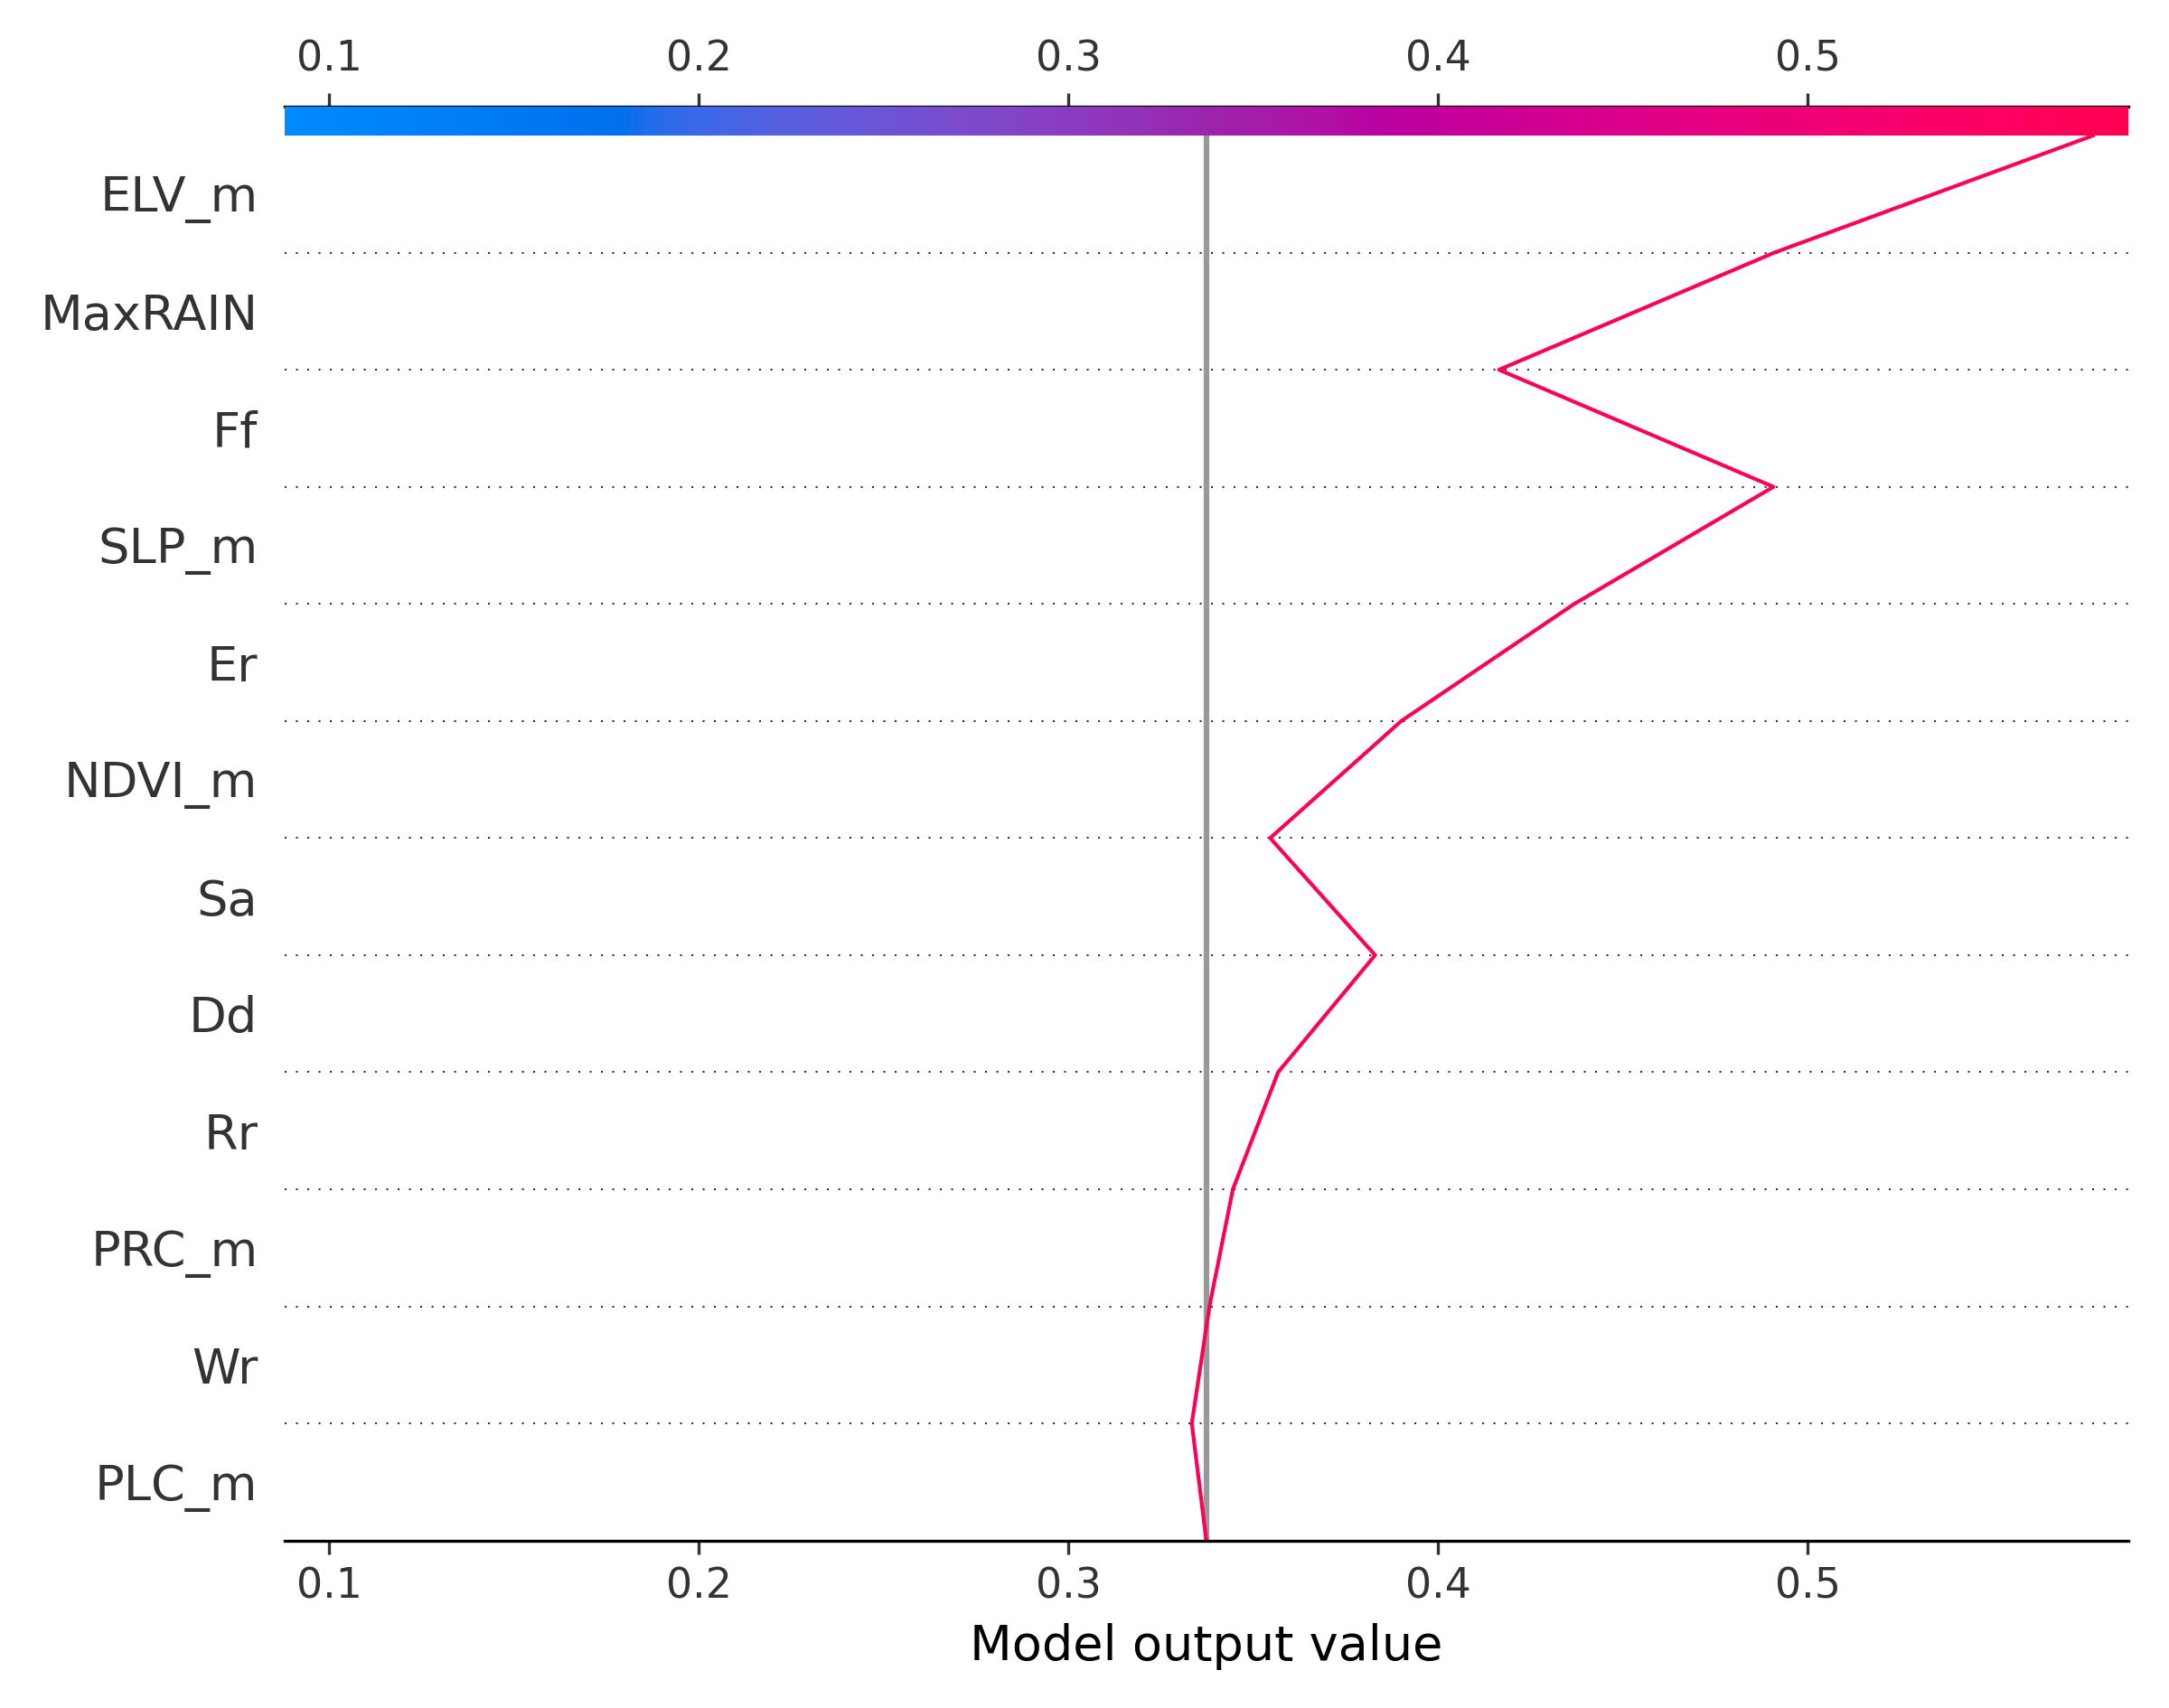 0.1 0.2 0.3 0.4 0.5
ELV_m
MaxRAIN
Ff
SLP_m
Er
NDVI_m
Sa
Dd
Rr
PRC_m
Wr
PLC_m
0.1 0.2 0.3 0.4 0.5
Model output value